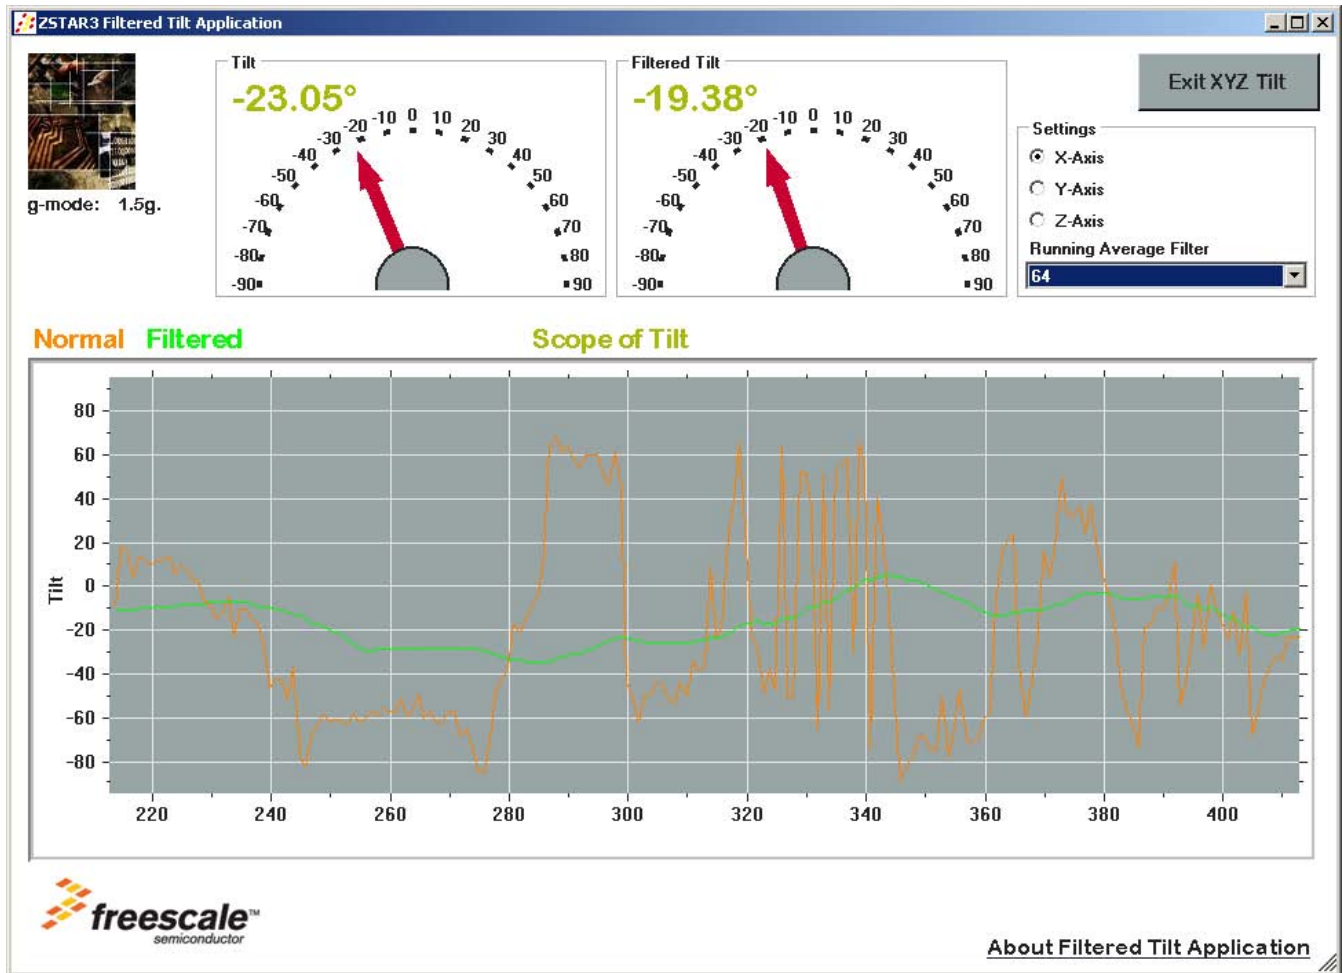 ZSTAR3 Filtered Tilt Application
g-mode: 1.5g.
Tilt
-23.05°
-90
-80
-70
-60
-50
-40
-30
-20
-10
0
10
20
30
40
50
60
70
80
90
Filtered Tilt
-19.38°
-90
-80
-70
-60
-50
-40
-30
-20
-10
0
10
20
30
40
50
60
70
80
90
Exit XYZ Tilt
Settings
X-Axis
Y-Axis
Z-Axis
Running Average Filter
64
Normal Filtered
Scope of Tilt
Tilt
80
60
40
20
0
-20
-40
-60
-80
220 240 260 280 300 320 340 360 380 400
freescale™
semiconductor
About Filtered Tilt Application